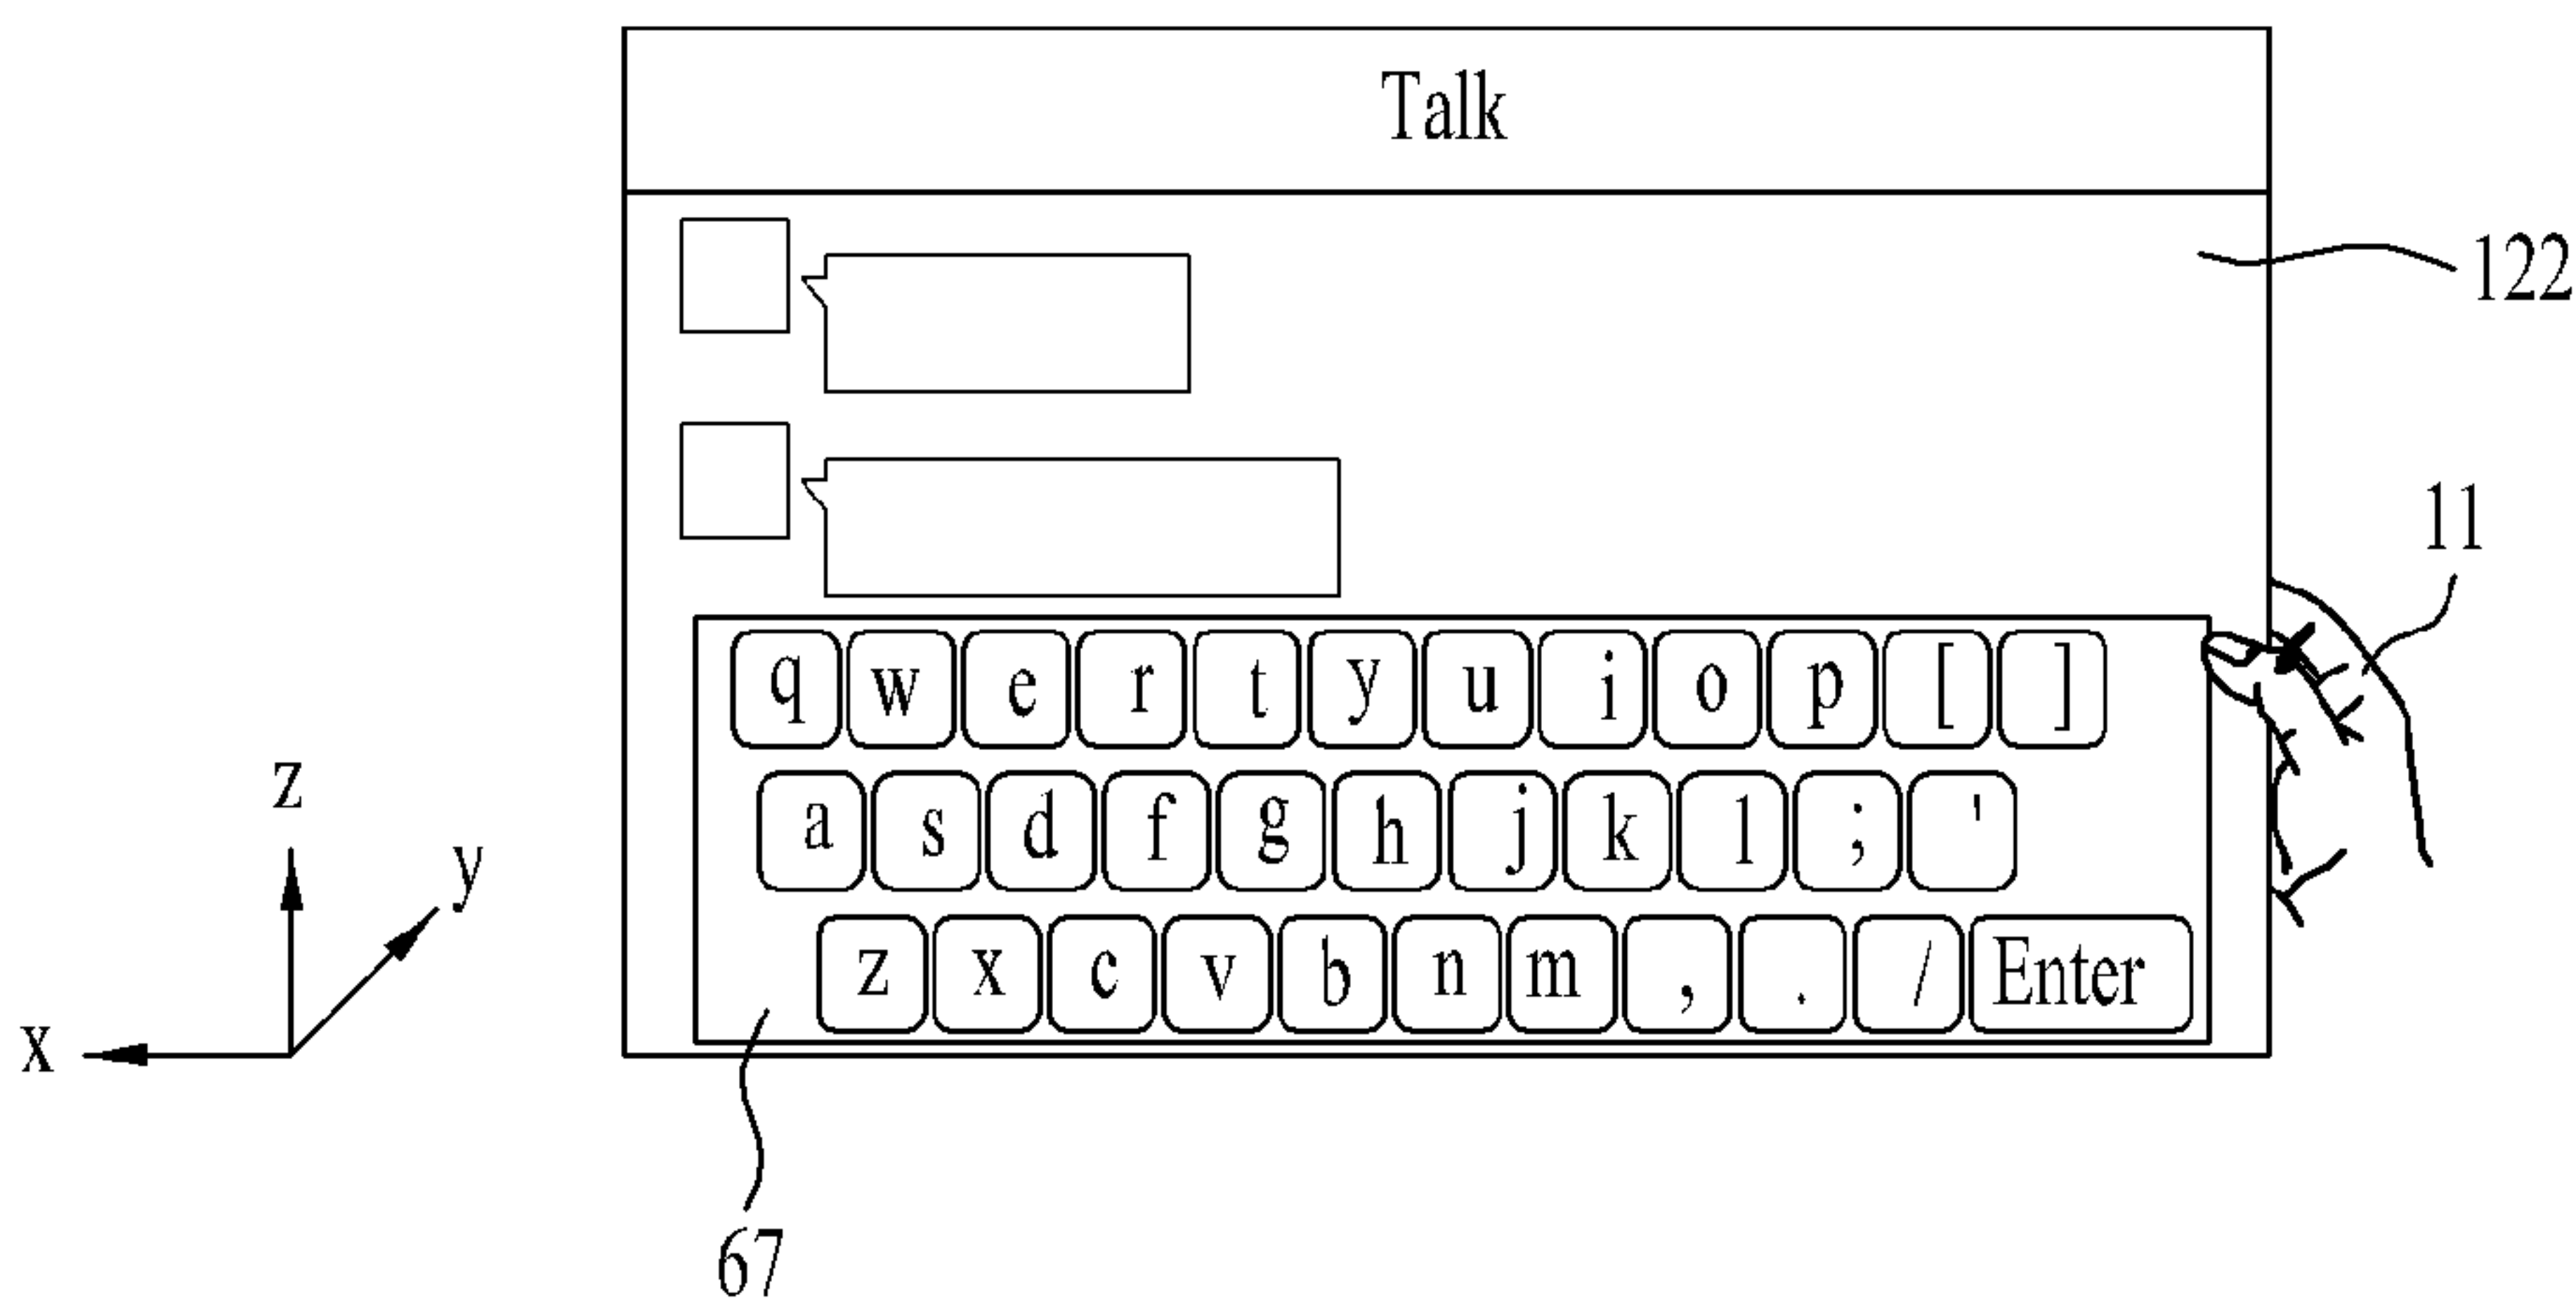 Talk
122
11
q w e r t y u i o p [ ]
a s d f g h j k l ; '
z x c v b n m , . / Enter
z
y
x
67